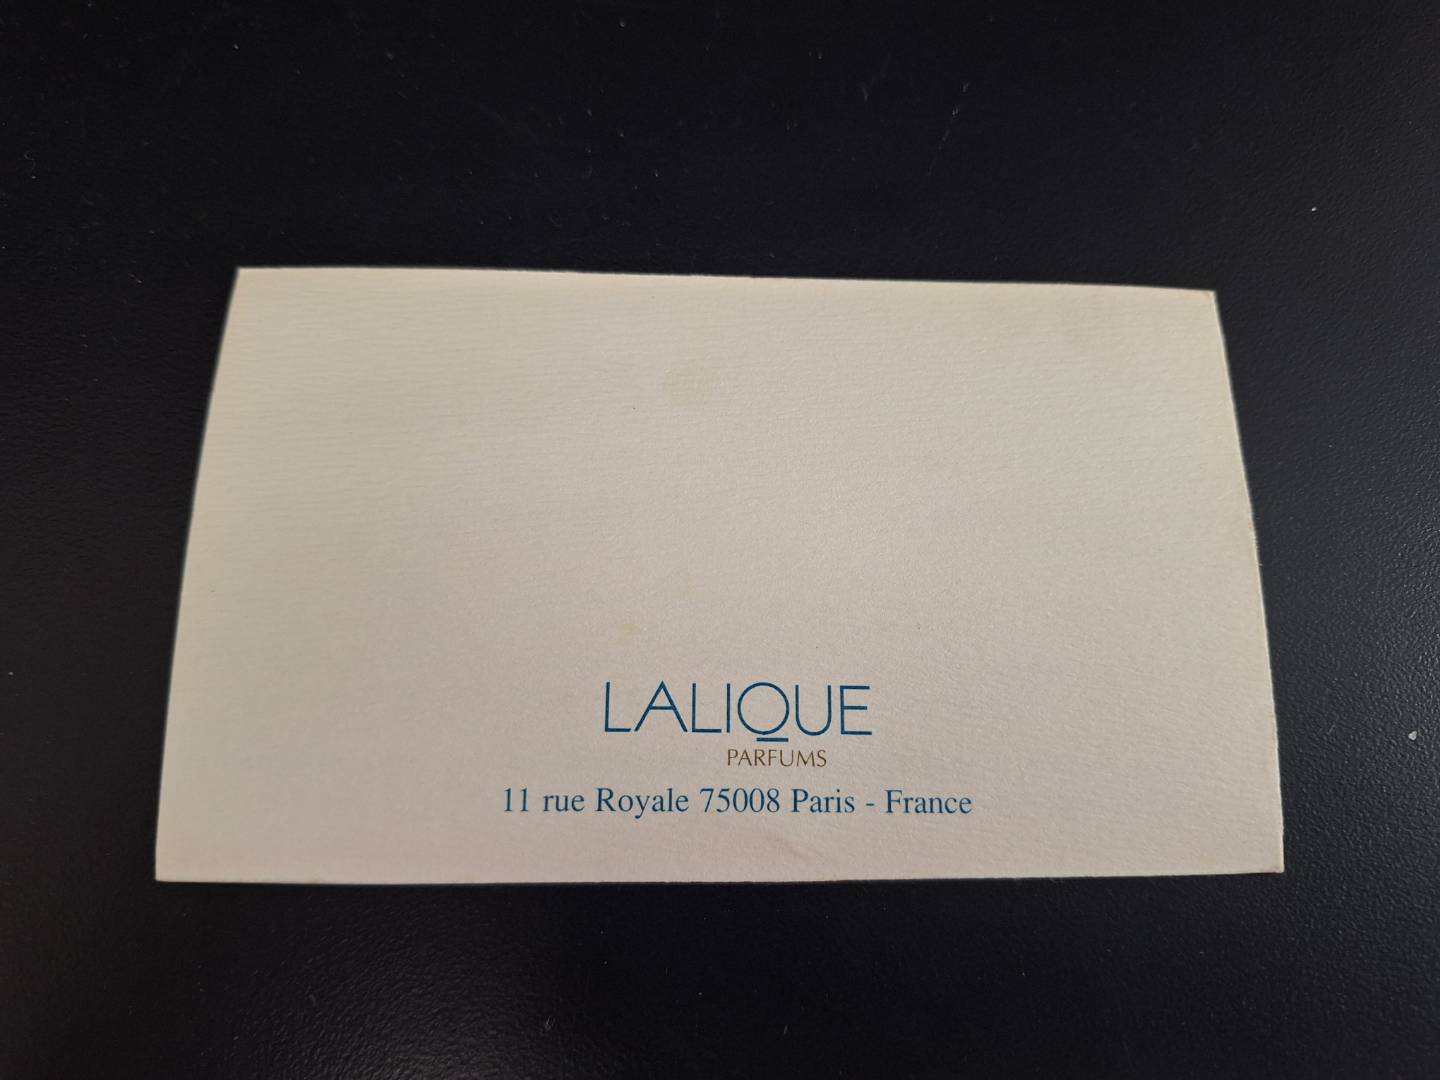 LALIQUE
PARFUMS
11 rue Royale 75008 Paris - France